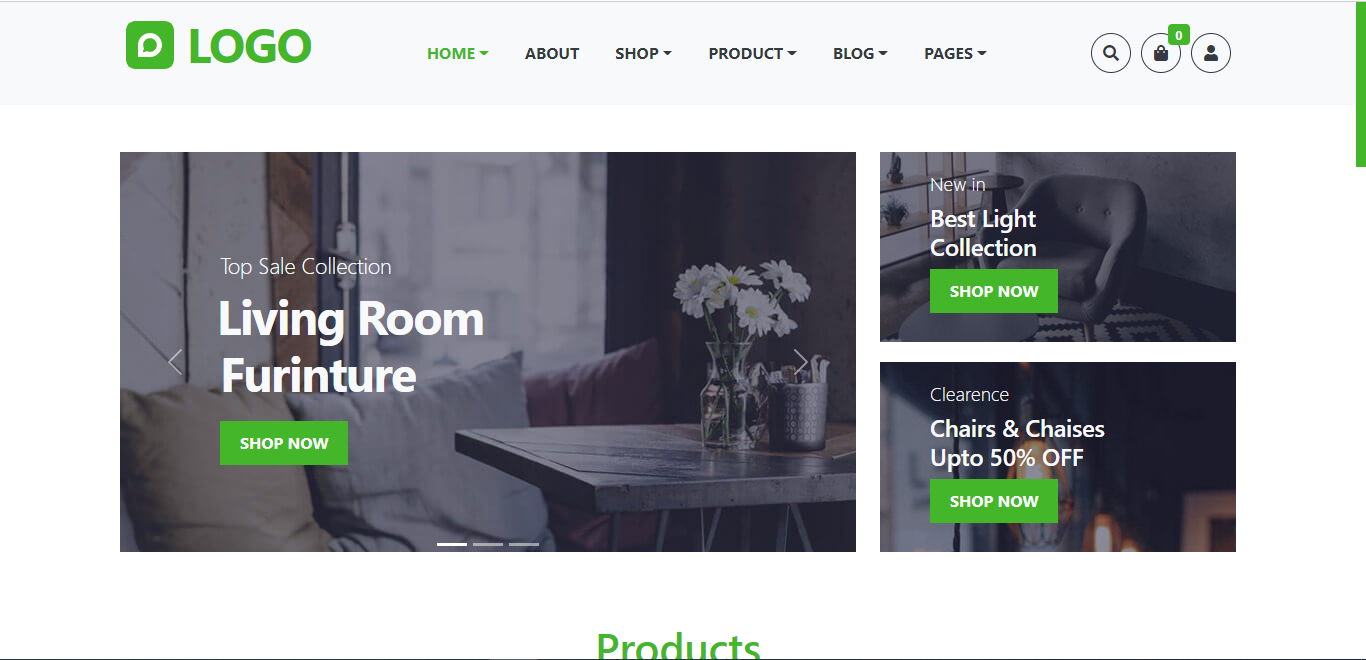 LOGO
HOME ABOUT SHOP PRODUCT BLOG PAGES
0
Top Sale Collection
Living Room
Furinture
SHOP NOW
New in
Best Light
Collection
SHOP NOW
Clearence
Chairs & Chaises
Upto 50% OFF
SHOP NOW
Products